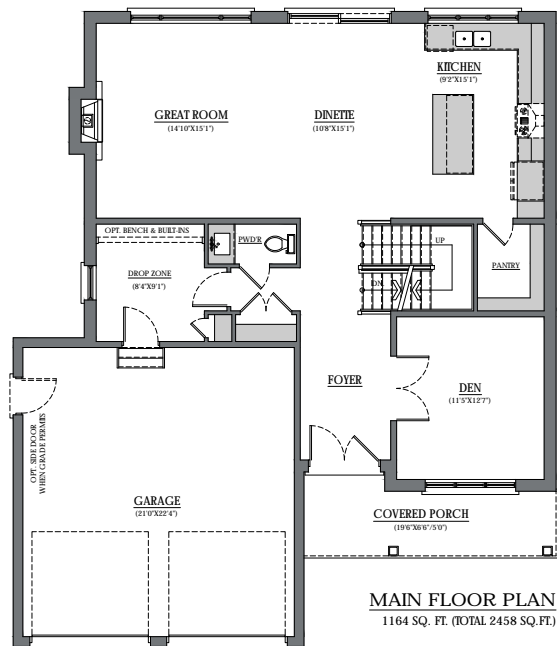 KITCHEN
(9'2"X15'1")
GREAT ROOM
(14'10"X15'1")
DINETTE
(10'8"X15'1")
OPT. BENCH & BUILT-INS
PWD'R
UP
DROP ZONE
(8'4"X9'1")
DN.
PANTRY
FOYER
DEN
(11'5"X12'7")
OPT. SIDE DOOR
WHEN GRADE PERMITS
GARAGE
(21'0"X22'4")
COVERED PORCH
(19'6"X6'6"/5'0")
MAIN FLOOR PLAN
1164 SQ. FT. (TOTAL 2458 SQ.FT.)